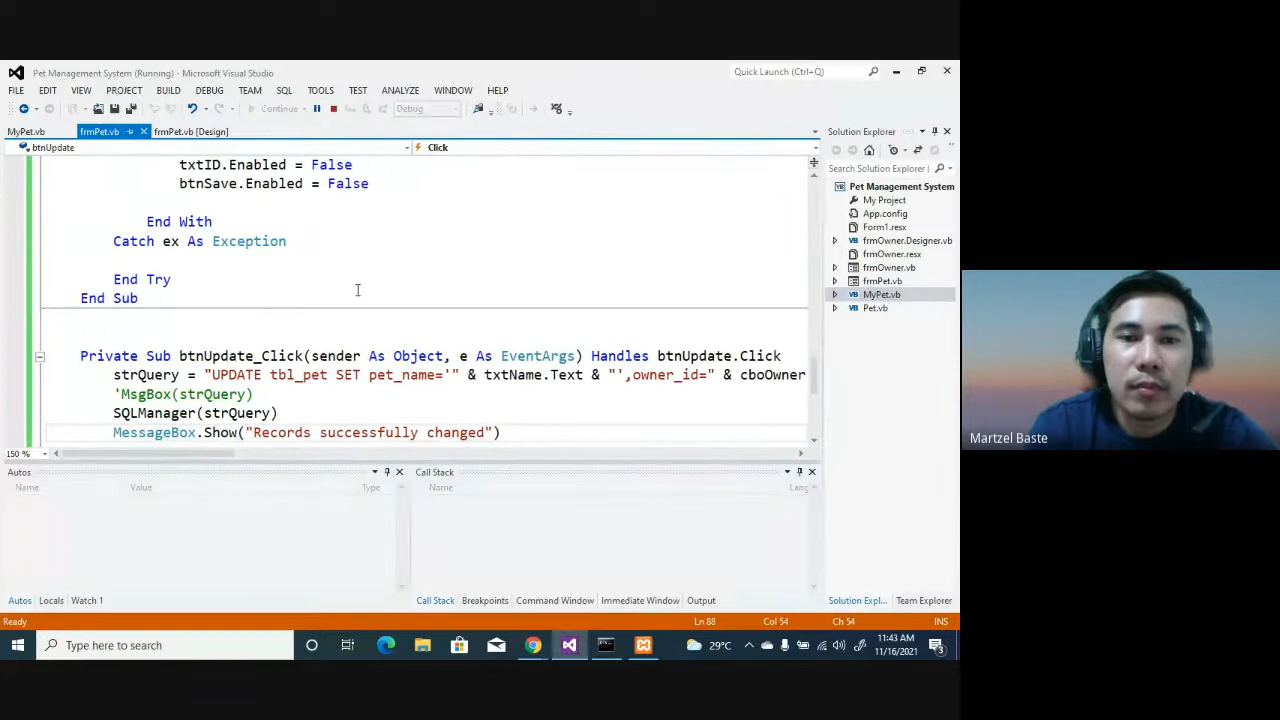 Pet Management System (Running) - Microsoft Visual Studio
Quick Launch (Ctrl+Q)
FILE EDIT VIEW PROJECT BUILD DEBUG TEAM SQL TOOLS TEST ANALYZE WINDOW HELP
Continue Debug
MyPet.vb frmPet.vb frmPet.vb [Design]
btnUpdate Click
txtID.Enabled = False
btnSave.Enabled = False
End With
Catch ex As Exception
End Try
End Sub
Private Sub btnUpdate_Click(sender As Object, e As EventArgs) Handles btnUpdate.Click
strQuery = "UPDATE tbl_pet SET pet_name='" & txtName.Text & "',owner_id=" & cboOwner
'MsgBox(strQuery)
SQLManager(strQuery)
MessageBox.Show("Records successfully changed")
150 %
Solution Explorer
Search Solution Explorer (
Pet Management System
My Project
App.config
Form1.resx
frmOwner.Designer.vb
frmOwner.resx
frmOwner.vb
frmPet.vb
MyPet.vb
Pet.vb
Autos
Name Value Type
Call Stack
Name Lang
Autos Locals Watch 1
Call Stack Breakpoints Command Window Immediate Window Output
Solution Expl... Team Explorer
Ready Ln 88 Col 54 Ch 54 INS
Type here to search
29°C
11:43 AM
11/16/2021
3
Martzel Baste